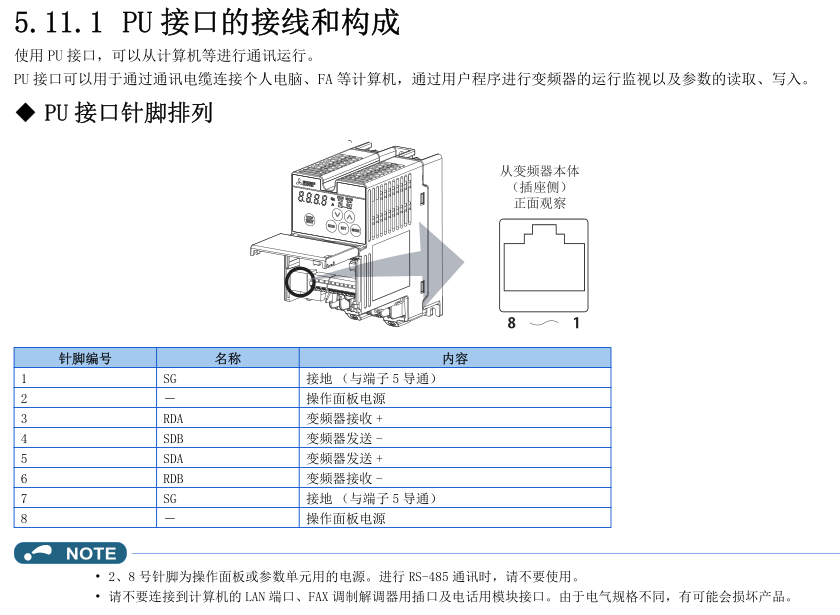 5.11.1 PU 接口的接线和构成
使用 PU 接口，可以从计算机等进行通讯运行。
PU 接口可以用于通过通讯电缆连接个人电脑、FA 等计算机，通过用户程序进行变频器的运行监视以及参数的读取、写入。
◆ PU 接口针脚排列
从变频器本体
（插座侧）
正面观察
8 1
针脚编号 名称 内容
1 SG 接地 （与端子 5 导通）
2 － 操作面板电源
3 RDA 变频器接收 +
4 SDB 变频器发送 -
5 SDA 变频器发送 +
6 RDB 变频器接收 -
7 SG 接地 （与端子 5 导通）
8 － 操作面板电源
NOTE
• 2、8 号针脚为操作面板或参数单元用的电源。进行 RS-485 通讯时，请不要使用。
• 请不要连接到计算机的 LAN 端口、FAX 调制解调器用插口及电话用模块接口。由于电气规格不同，有可能会损坏产品。